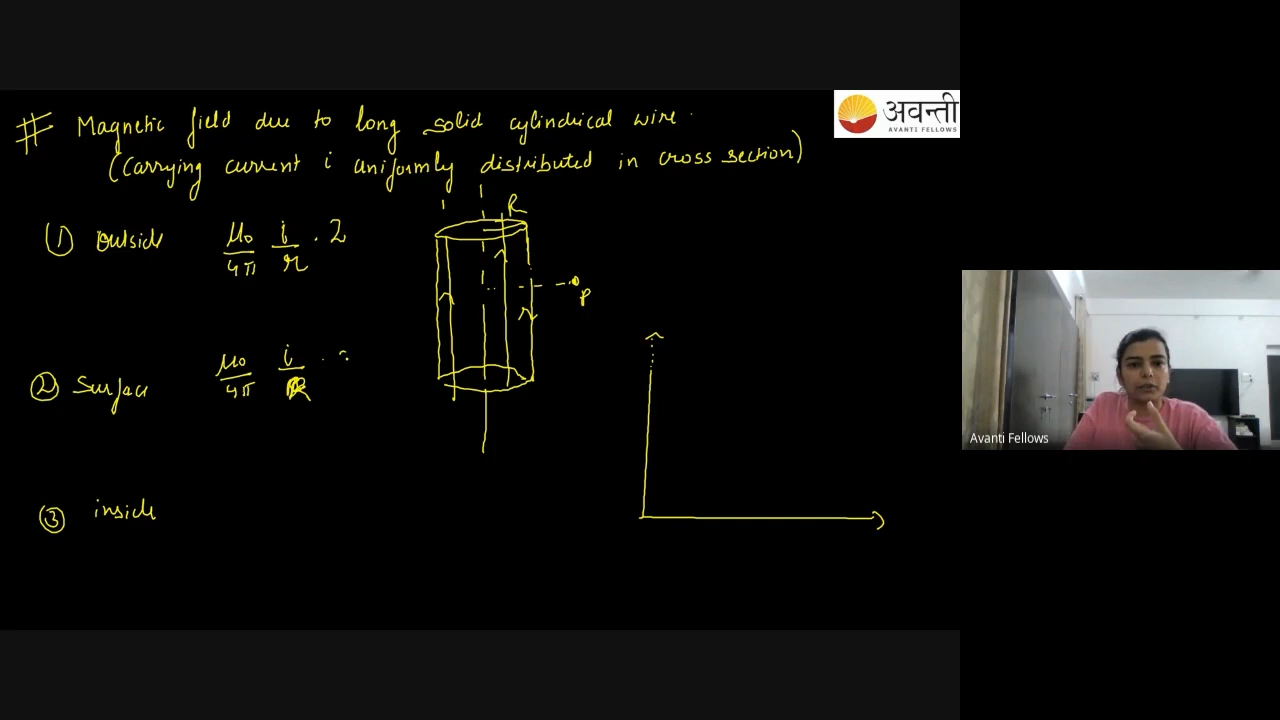 # Magnetic field due to long solid cylindrical wire.
(Carrying current i uniformly distributed in cross section)
अवन्ती
AVANTI FELLOWS
R
① Outside μ₀/4π i/r . 2
P
② Surface μ₀/4π i/R .
③ inside
Avanti Fellows